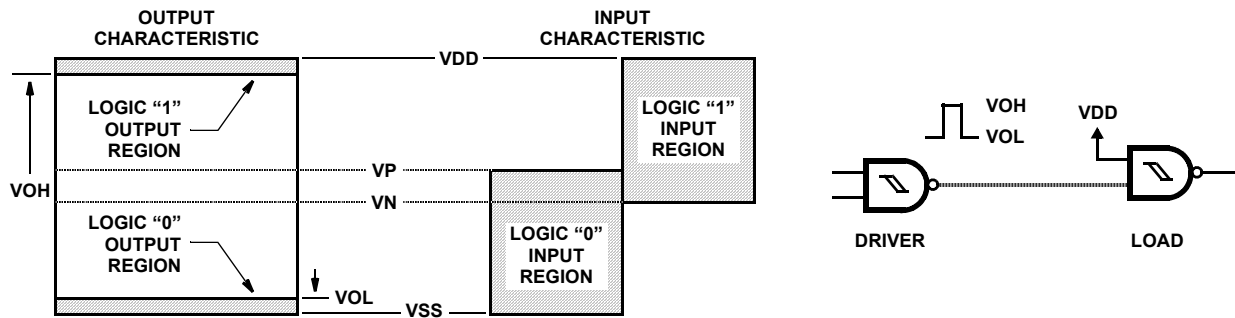 OUTPUT
CHARACTERISTIC
INPUT
CHARACTERISTIC
VDD
LOGIC “1”
OUTPUT
REGION
LOGIC “1”
INPUT
REGION
VOH
VP
VN
LOGIC “0”
OUTPUT
REGION
LOGIC “0”
INPUT
REGION
VOL
VSS
VOH
VOL
VDD
DRIVER
LOAD